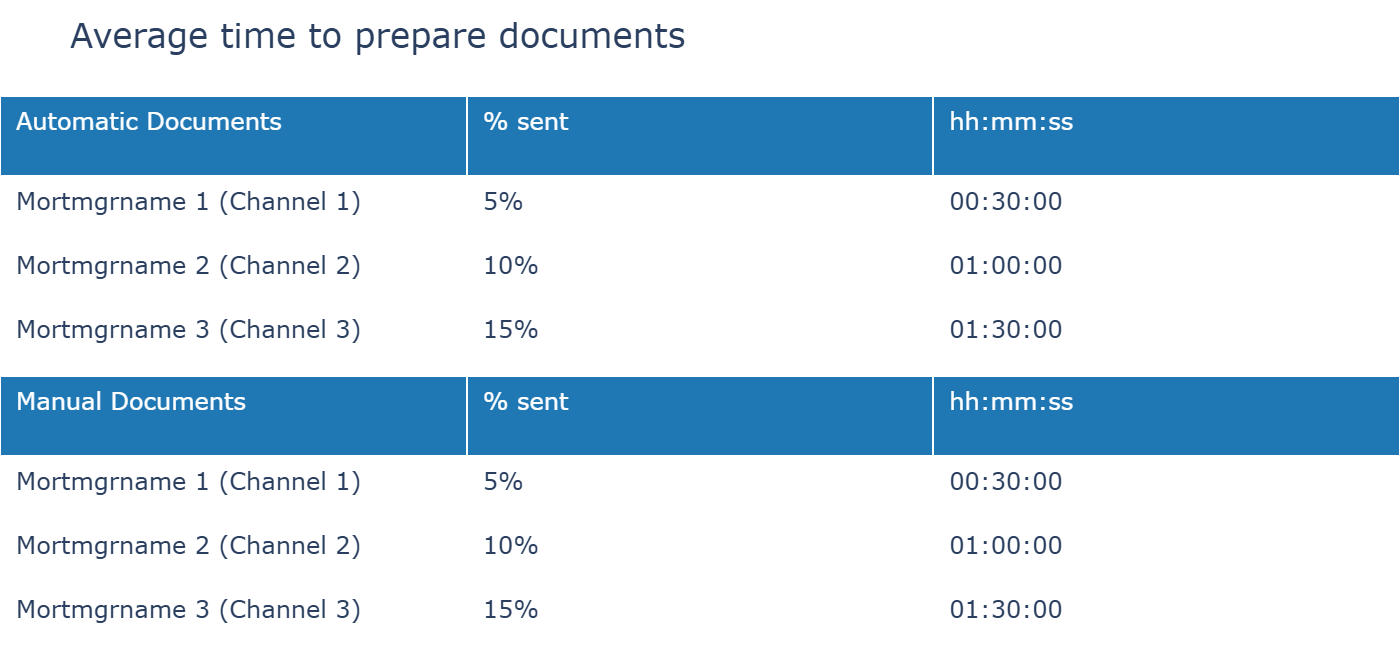 Average time to prepare documents
Automatic Documents % sent hh:mm:ss
Mortmgrname 1 (Channel 1) 5% 00:30:00
Mortmgrname 2 (Channel 2) 10% 01:00:00
Mortmgrname 3 (Channel 3) 15% 01:30:00
Manual Documents % sent hh:mm:ss
Mortmgrname 1 (Channel 1) 5% 00:30:00
Mortmgrname 2 (Channel 2) 10% 01:00:00
Mortmgrname 3 (Channel 3) 15% 01:30:00